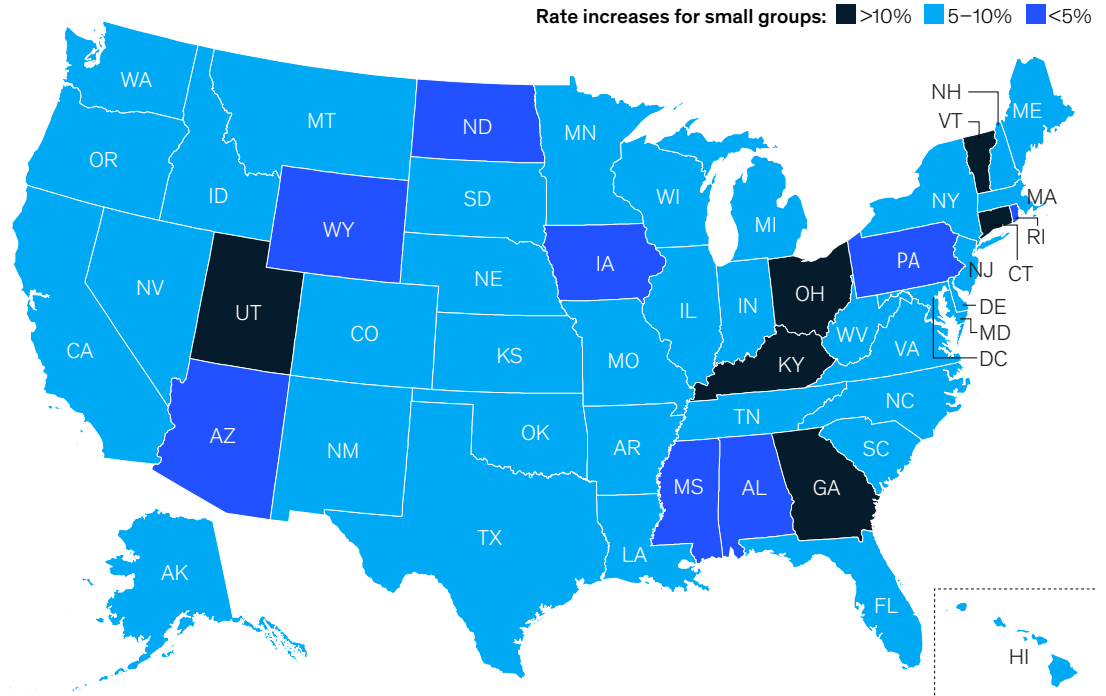 Rate increases for small groups: >10% 5–10% <5%
WA
MT
ND
MN
NH
VT
ME
OR
ID
SD
WI
MI
NY
MA
RI
WY
IA
PA
NJ
CT
NV
UT
NE
IL
IN
OH
DE
MD
DC
CA
CO
KS
MO
KY
WV
VA
AZ
NM
OK
AR
TN
NC
SC
MS
AL
GA
TX
LA
AK
FL
HI